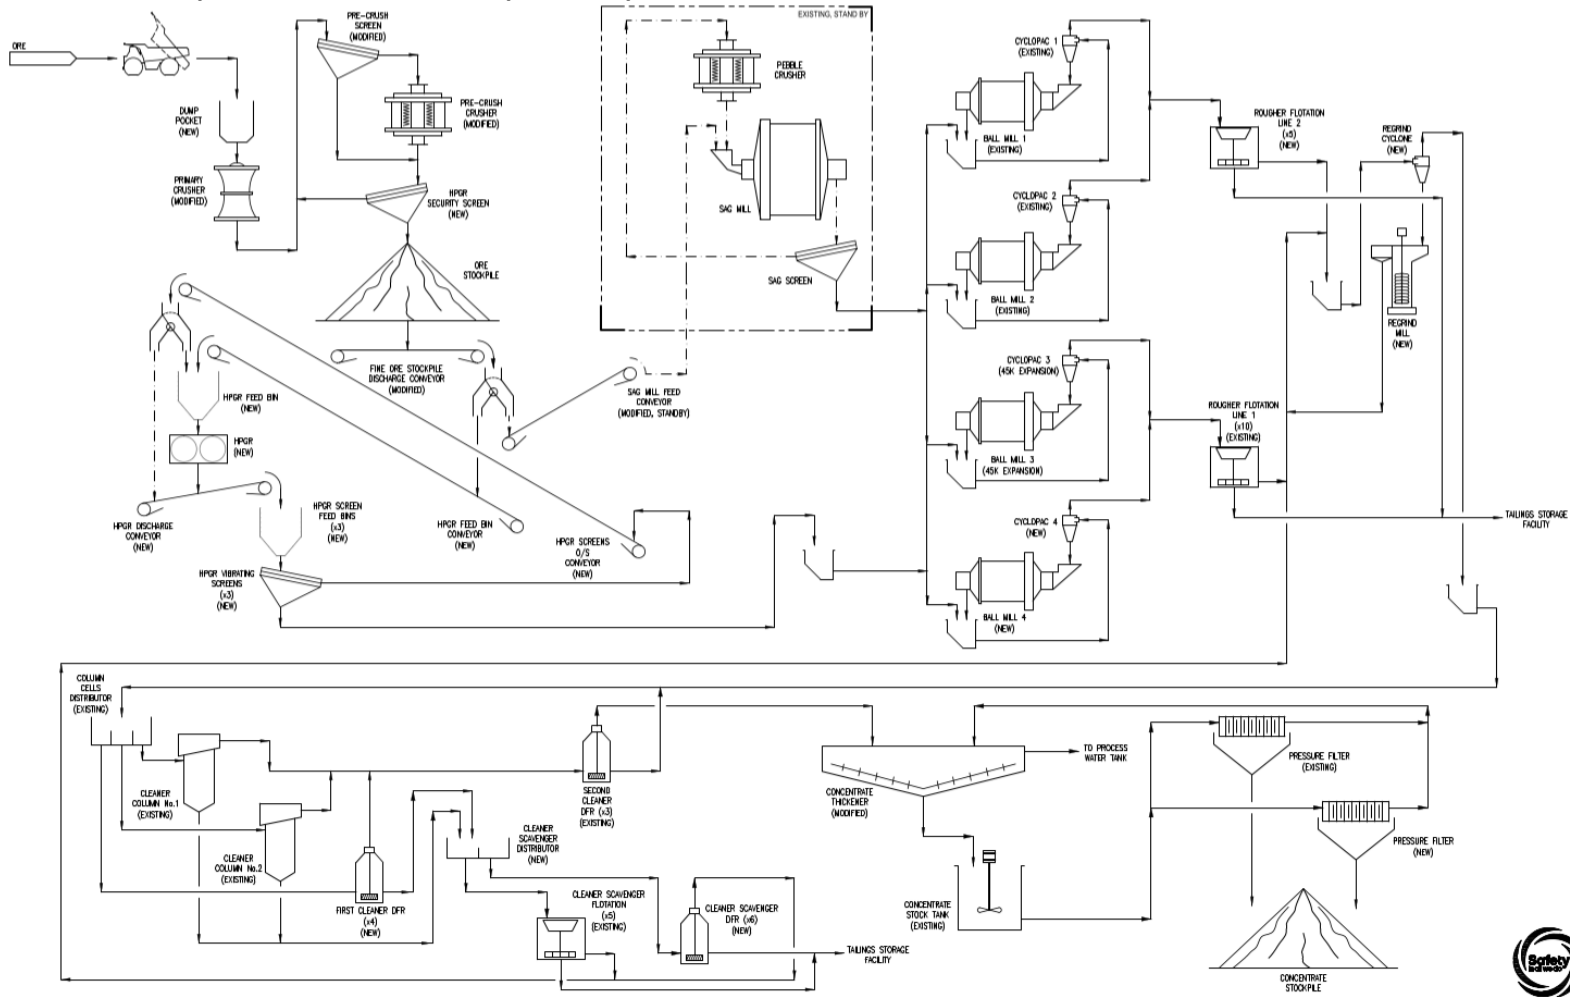 ORE
DUMP
POCKET
(NEW)
PRIMARY
CRUSHER
(MODIFIED)
PRE-CRUSH
SCREEN
(MODIFIED)
PRE-CRUSH
CRUSHER
(MODIFIED)
HPGR
SECURITY SCREEN
(NEW)
ORE
STOCKPILE
FINE ORE STOCKPILE
DISCHARGE CONVEYOR
(MODIFIED)
HPGR FEED BIN
(NEW)
HPGR
(NEW)
HPGR DISCHARGE
CONVEYOR
(NEW)
HPGR SCREEN
FEED BINS
(x3)
(NEW)
HPGR VIBRATING
SCREENS
(x3)
(NEW)
HPGR FEED BIN
CONVEYOR
(NEW)
HPGR SCREENS
O/S
CONVEYOR
(NEW)
SAG MILL FEED
CONVEYOR
(MODIFIED, STANDBY)
EXISTING, STAND BY
PEBBLE
CRUSHER
SAG MILL
SAG SCREEN
CYCLOPAC 1
(EXISTING)
BALL MILL 1
(EXISTING)
CYCLOPAC 2
(EXISTING)
BALL MILL 2
(EXISTING)
CYCLOPAC 3
(45K EXPANSION)
BALL MILL 3
(45K EXPANSION)
CYCLOPAC 4
(NEW)
BALL MILL 4
(NEW)
ROUGHER FLOTATION
LINE 2
(x5)
(NEW)
REGRIND
CYCLONE
(NEW)
REGRIND
MILL
(NEW)
ROUGHER FLOTATION
LINE 1
(x10)
(EXISTING)
TAILINGS STORAGE
FACILITY
COLUMN
CELLS
DISTRIBUTOR
(EXISTING)
CLEANER
COLUMN No.1
(EXISTING)
CLEANER
COLUMN No.2
(EXISTING)
FIRST CLEANER DFR
(x4)
(NEW)
CLEANER
SCAVENGER
DISTRIBUTOR
(NEW)
SECOND
CLEANER
DFR (x3)
(EXISTING)
CLEANER SCAVENGER
FLOTATION
(x5)
(EXISTING)
CLEANER SCAVENGER
DFR (x6)
(NEW)
TAILINGS STORAGE
FACILITY
CONCENTRATE
THICKENER
(MODIFIED)
TO PROCESS
WATER TANK
CONCENTRATE
STOCK TANK
(EXISTING)
PRESSURE FILTER
(EXISTING)
PRESSURE FILTER
(NEW)
CONCENTRATE
STOCKPILE
Safety
in all we do